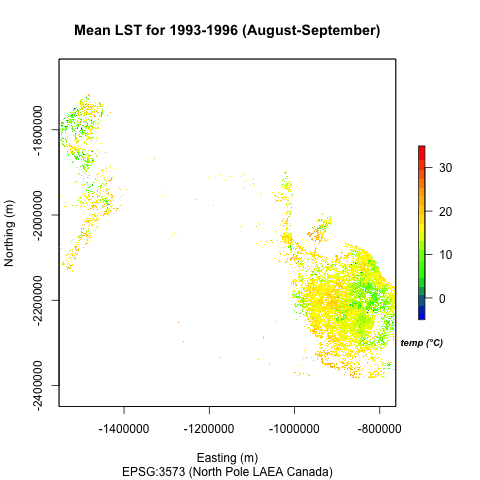 Mean LST for 1993-1996 (August-September)
Northing (m)
-1800000
-2000000
-2200000
-2400000
30
20
10
0
temp (°C)
-1400000
-1200000
-1000000
-800000
Easting (m)
EPSG:3573 (North Pole LAEA Canada)